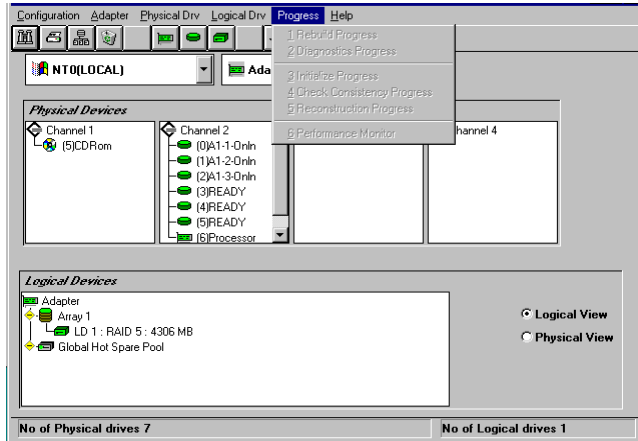 Configuration Adapter Physical Drv Logical Drv Progress Help
1 Rebuild Progress
2 Diagnostics Progress
3 Initialize Progress
4 Check Consistency Progress
5 Reconstruction Progress
6 Performance Monitor
NT0(LOCAL)
Ada
Physical Devices
Channel 1
(5)CDRom
Channel 2
(0)A1-1-Onln
(1)A1-2-Onln
(2)A1-3-Onln
(3)READY
(4)READY
(5)READY
(6)Processor
hannel 4
Logical Devices
Adapter
Array 1
LD 1 : RAID 5 : 4306 MB
Global Hot Spare Pool
Logical View
Physical View
No of Physical drives 7
No of Logical drives 1